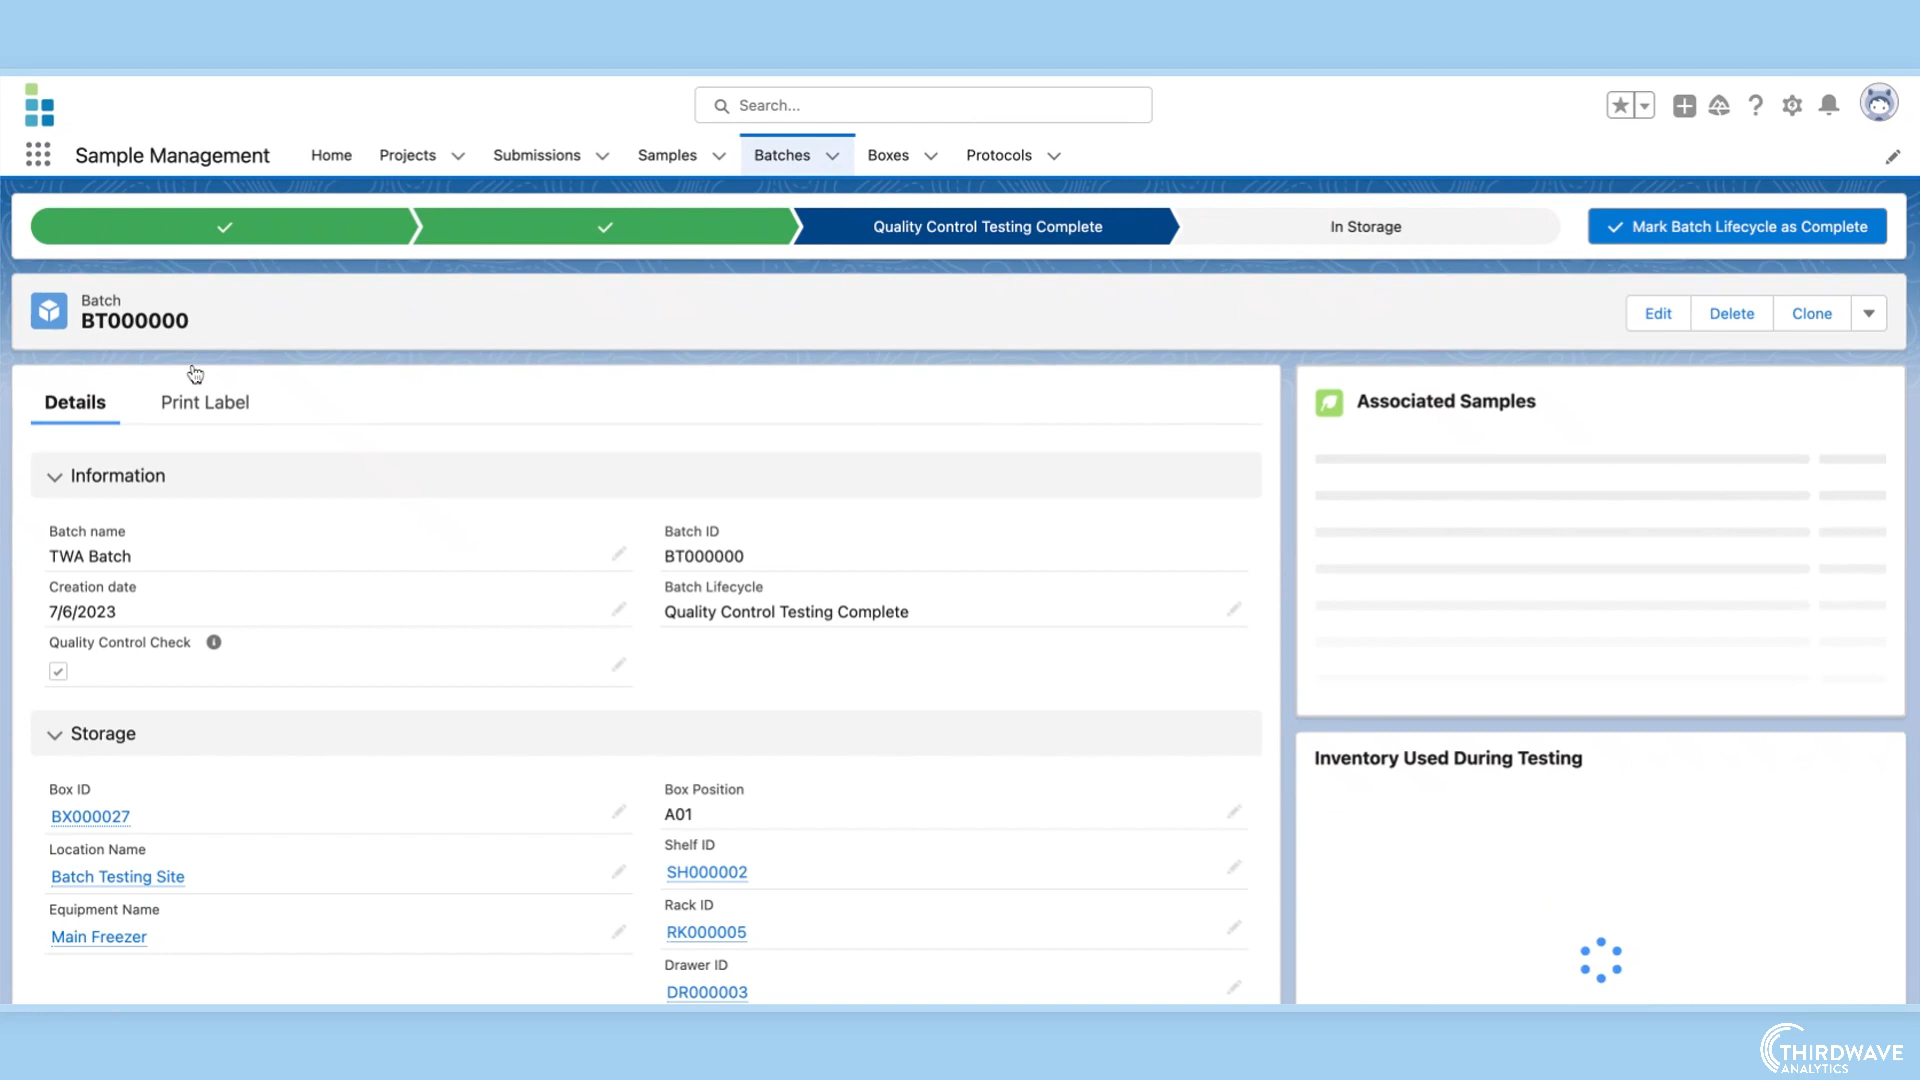 Search...
Sample Management
Home
Projects
Submissions
Samples
Batches
Boxes
Protocols
Quality Control Testing Complete
In Storage
Mark Batch Lifecycle as Complete
Batch
BT000000
Edit
Delete
Clone
Details
Print Label
Associated Samples
Information
Batch name
TWA Batch
Batch ID
BT000000
Creation date
7/6/2023
Batch Lifecycle
Quality Control Testing Complete
Quality Control Check
Storage
Inventory Used During Testing
Box ID
BX000027
Box Position
A01
Location Name
Batch Testing Site
Shelf ID
SH000002
Equipment Name
Main Freezer
Rack ID
RK000005
Drawer ID
DR000003
THIRDWAVE
ANALYTICS